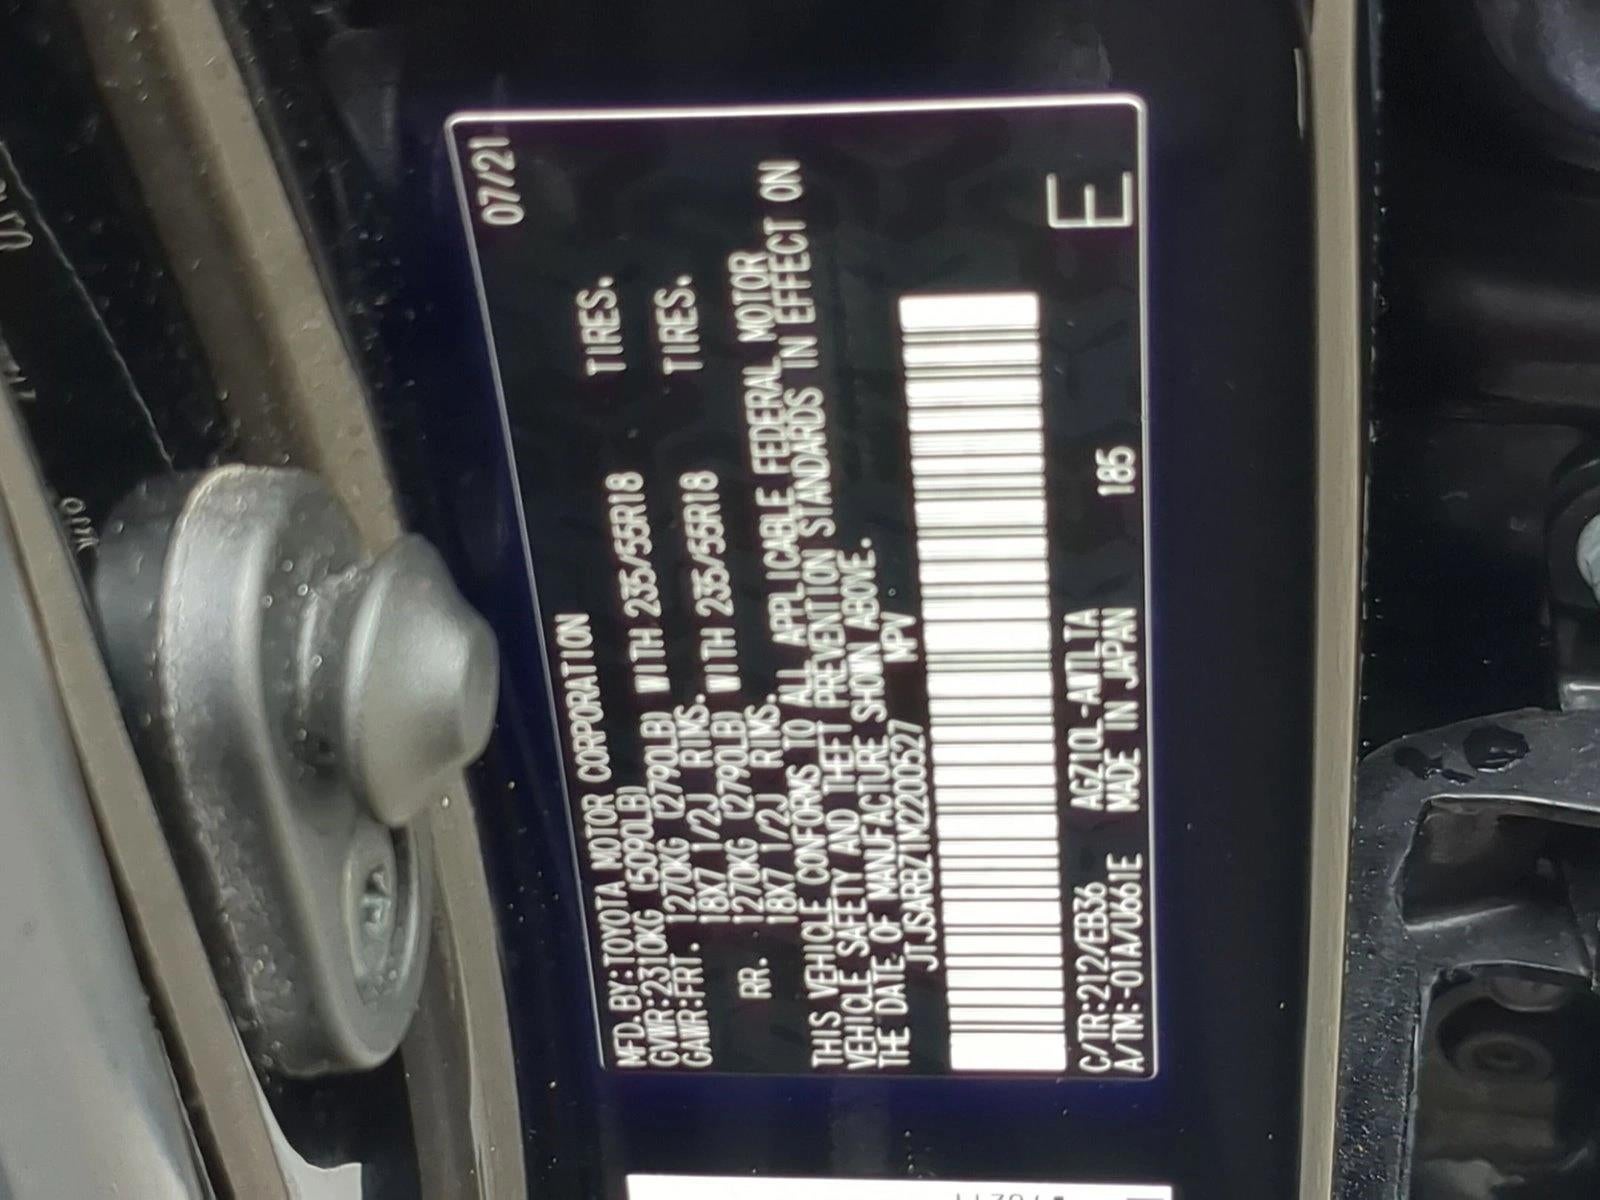 07/21
MFD.BY:TOYOTA MOTOR CORPORATION
GVWR:2310KG (5090LB)
GAWR:FRT. 1270KG (2790LB) WITH 235/55R18 TIRES.
18X7 1/2J RIMS.
RR. 1270KG (2790LB) WITH 235/55R18 TIRES.
18X7 1/2J RIMS.
THIS VEHICLE CONFORMS TO ALL APPLICABLE FEDERAL MOTOR
VEHICLE SAFETY AND THEFT PREVENTION STANDARDS IN EFFECT ON
THE DATE OF MANUFACTURE SHOWN ABOVE.
JTJSARBZ1M2200527 MPV
E
C/TR:212/EB36 AGZ10L-AWTLTA 185
A/TM:-01A/U661E MADE IN JAPAN